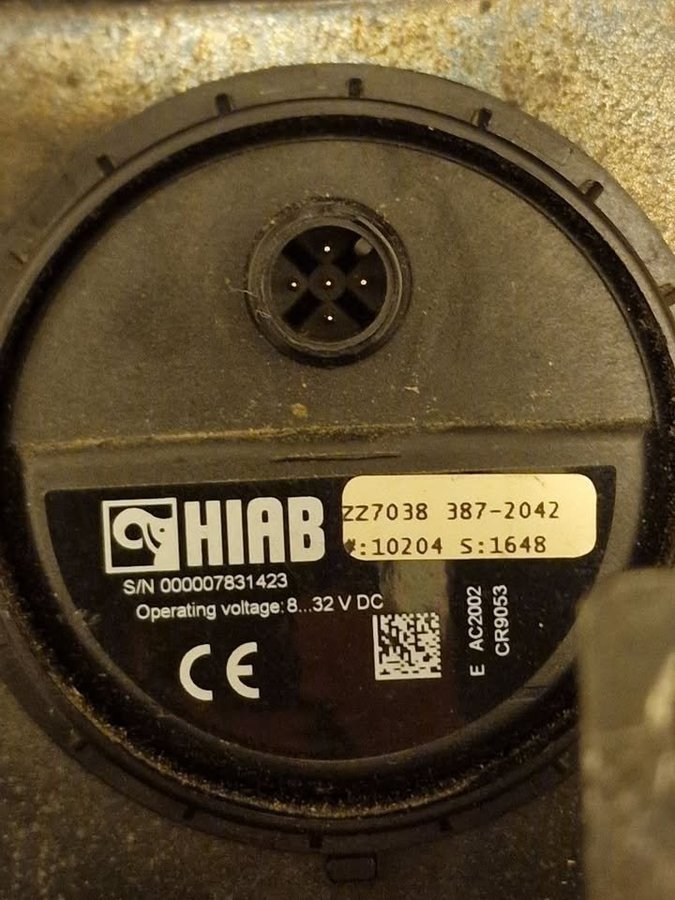 HIAB
ZZ7038 387-2042
#:10204 S:1648
S/N 000007831423
Operating voltage: 8...32 V DC
CE
E AC2002
CR9053